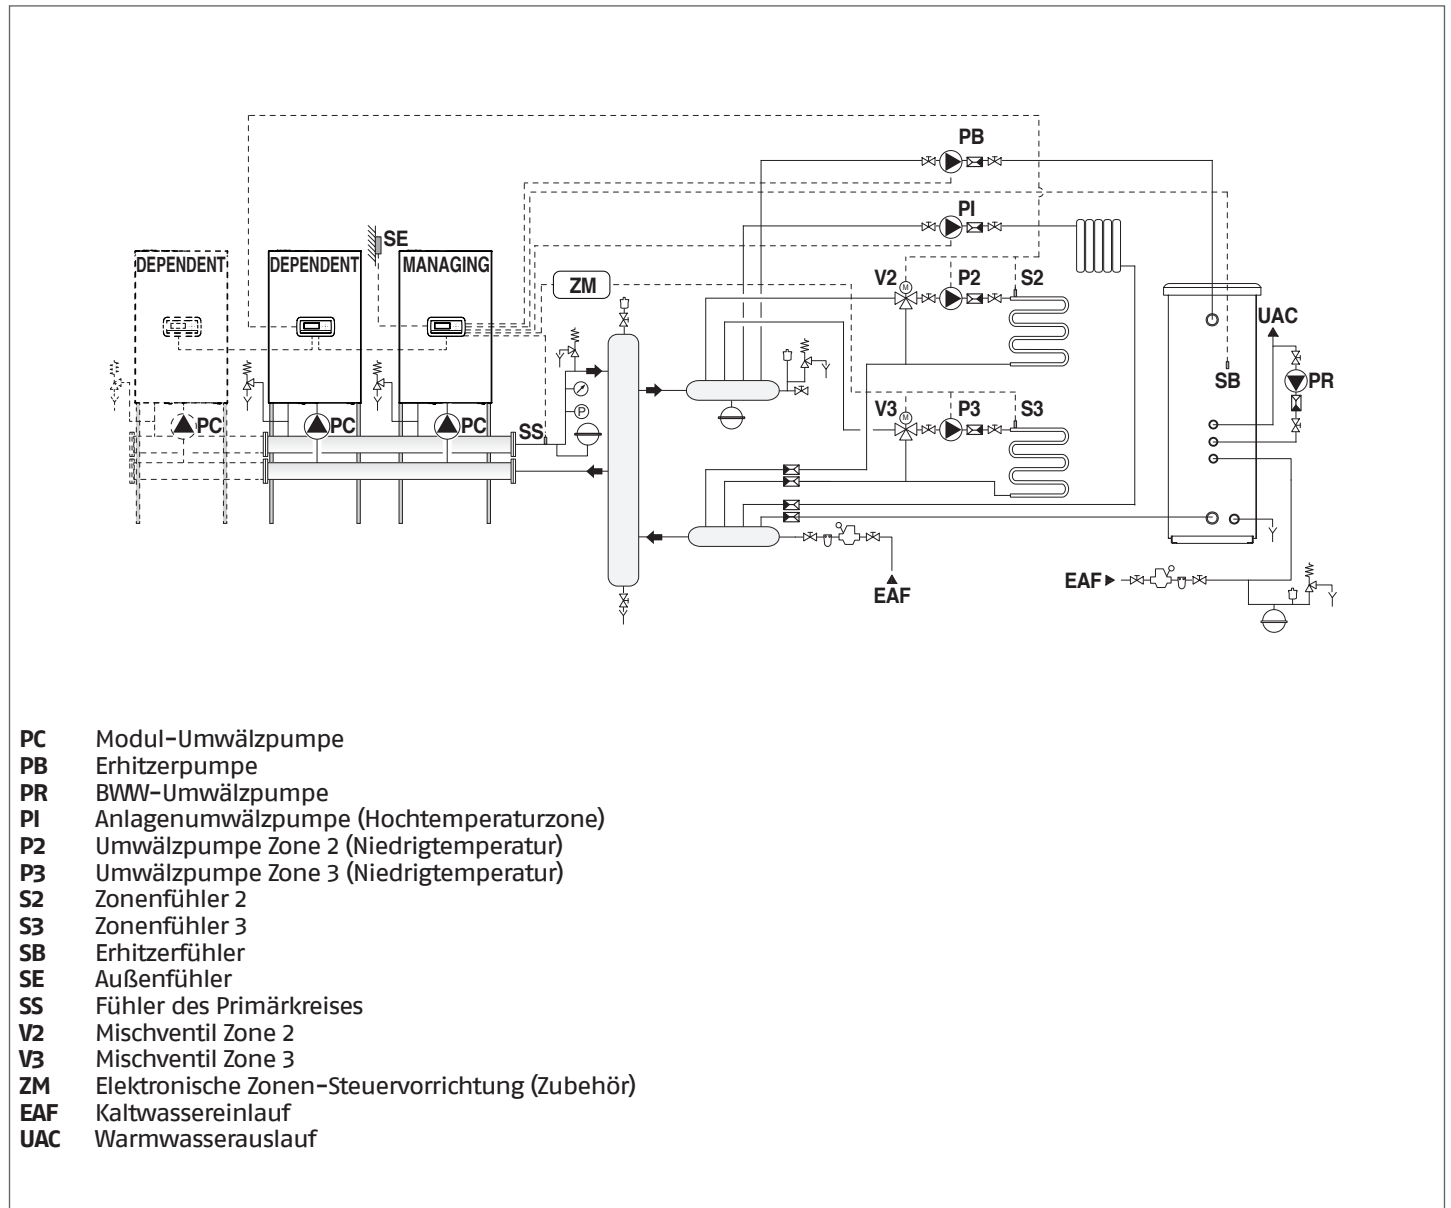 PB
PI
SE
DEPENDENT
DEPENDENT
MANAGING
ZM
V2
P2
S2
M
UAC
SB
PR
V3
P3
S3
M
PC
PC
PC
SS
P
EAF
EAF
PC Modul-Umwälzpumpe
PB Erhitzerpumpe
PR BWW-Umwälzpumpe
PI Anlagenumwälzpumpe (Hochtemperaturzone)
P2 Umwälzpumpe Zone 2 (Niedrigtemperatur)
P3 Umwälzpumpe Zone 3 (Niedrigtemperatur)
S2 Zonenfühler 2
S3 Zonenfühler 3
SB Erhitzerfühler
SE Außenfühler
SS Fühler des Primärkreises
V2 Mischventil Zone 2
V3 Mischventil Zone 3
ZM Elektronische Zonen-Steuervorrichtung (Zubehör)
EAF Kaltwassereinlauf
UAC Warmwasserauslauf